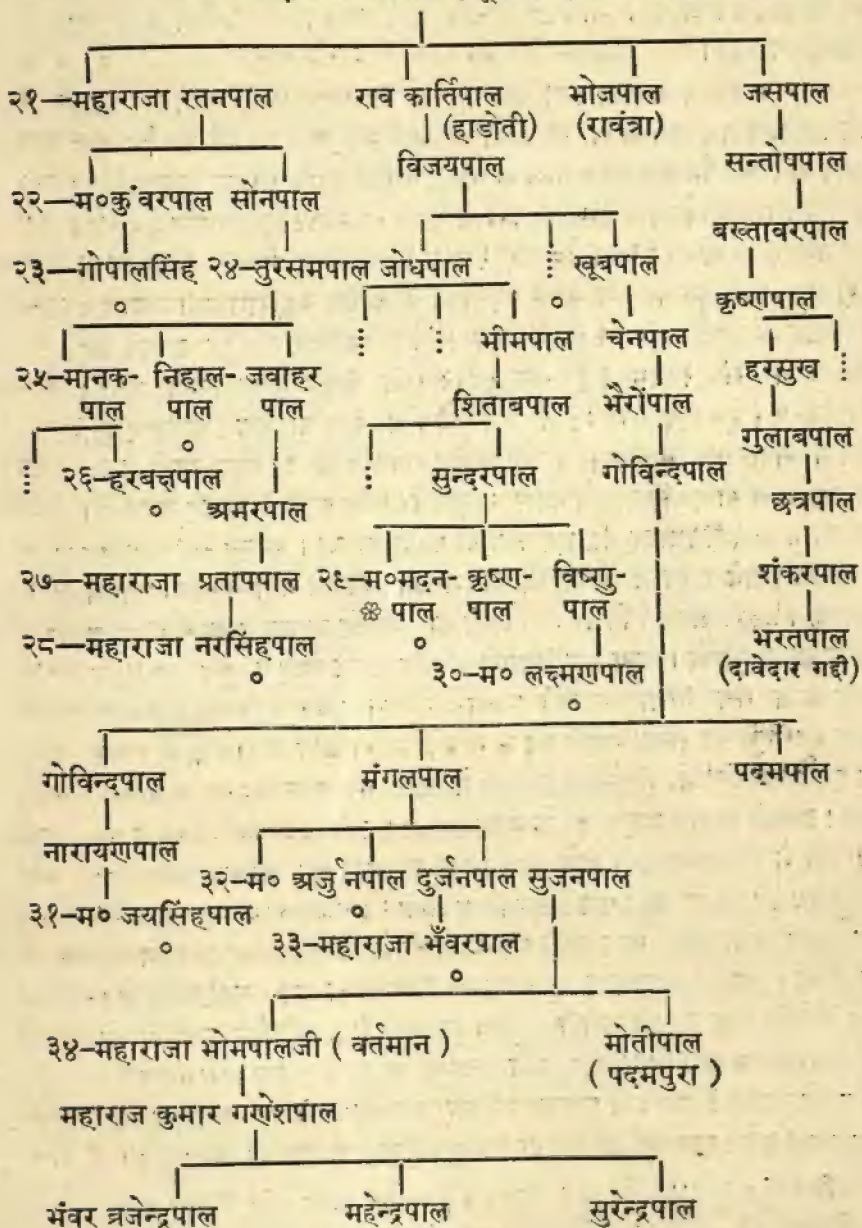 २१—महाराजा रतनपाल राव कार्तिपाल भोजपाल जसपाल
(हाडोती) (रावंत्रा)
विजयपाल सन्तोषपाल
२२—म०कुंवरपाल सोनपाल
बख्तावरपाल
२३—गोपालसिंह २४—तुरसमपाल जोधपाल खूबपाल
कृष्णपाल
भीमपाल चेनपाल
हरसुख
२५—मानक- निहाल- जवाहर
पाल पाल पाल शिताबपाल भैरोंपाल
गुलाबपाल
२६—हरबक्षपाल सुन्दरपाल गोविन्दपाल
अमरपाल छत्रपाल
२७—महाराजा प्रतापपाल २९—म०मदन- कृष्ण- विष्णु- शंकरपाल
पाल पाल पाल
२८—महाराजा नरसिंहपाल भरतपाल
३०-म० लक्ष्मणपाल (दावेदार गद्दी)
गोविन्दपाल मंगलपाल पदमपाल
नारायणपाल
३२-म० अर्जुनपाल दुर्जनपाल सुजनपाल
३१-म० जयसिंहपाल
३३-महाराजा भँवरपाल
३४-महाराजा भोमपालजी ( वर्तमान ) मोतीपाल
( पदमपुरा )
महाराज कुमार गणेशपाल
भंवर व्रजेन्द्रपाल महेन्द्रपाल सुरेन्द्रपाल